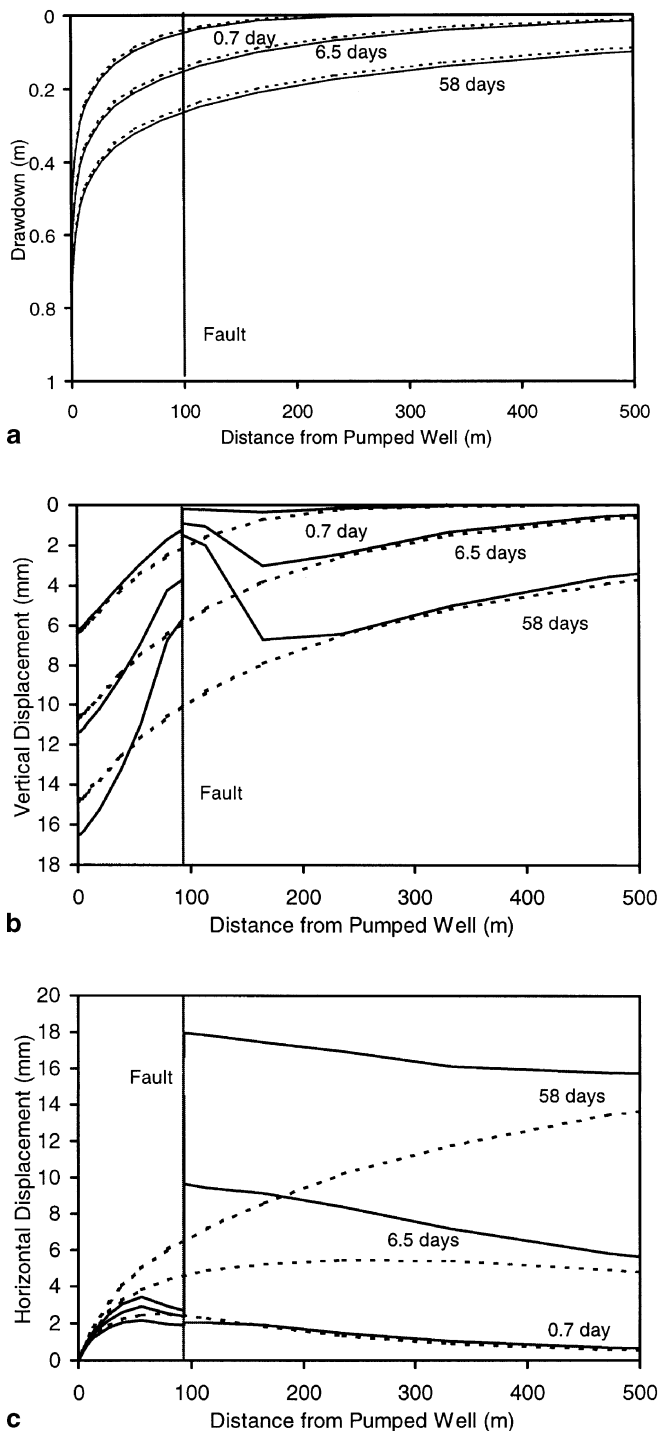 0
0.2
0.4
0.6
0.8
1
Drawdown (m)
0.7 day
6.5 days
58 days
Fault
0 100 200 300 400 500
Distance from Pumped Well (m)
a
0
2
4
6
8
10
12
14
16
18
Vertical Displacement (mm)
0.7 day
6.5 days
58 days
Fault
0 100 200 300 400 500
Distance from Pumped Well (m)
b
20
18
16
14
12
10
8
6
4
2
0
Horizontal Displacement (mm)
Fault
58 days
6.5 days
0.7 day
0 100 200 300 400 500
Distance from Pumped Well (m)
c